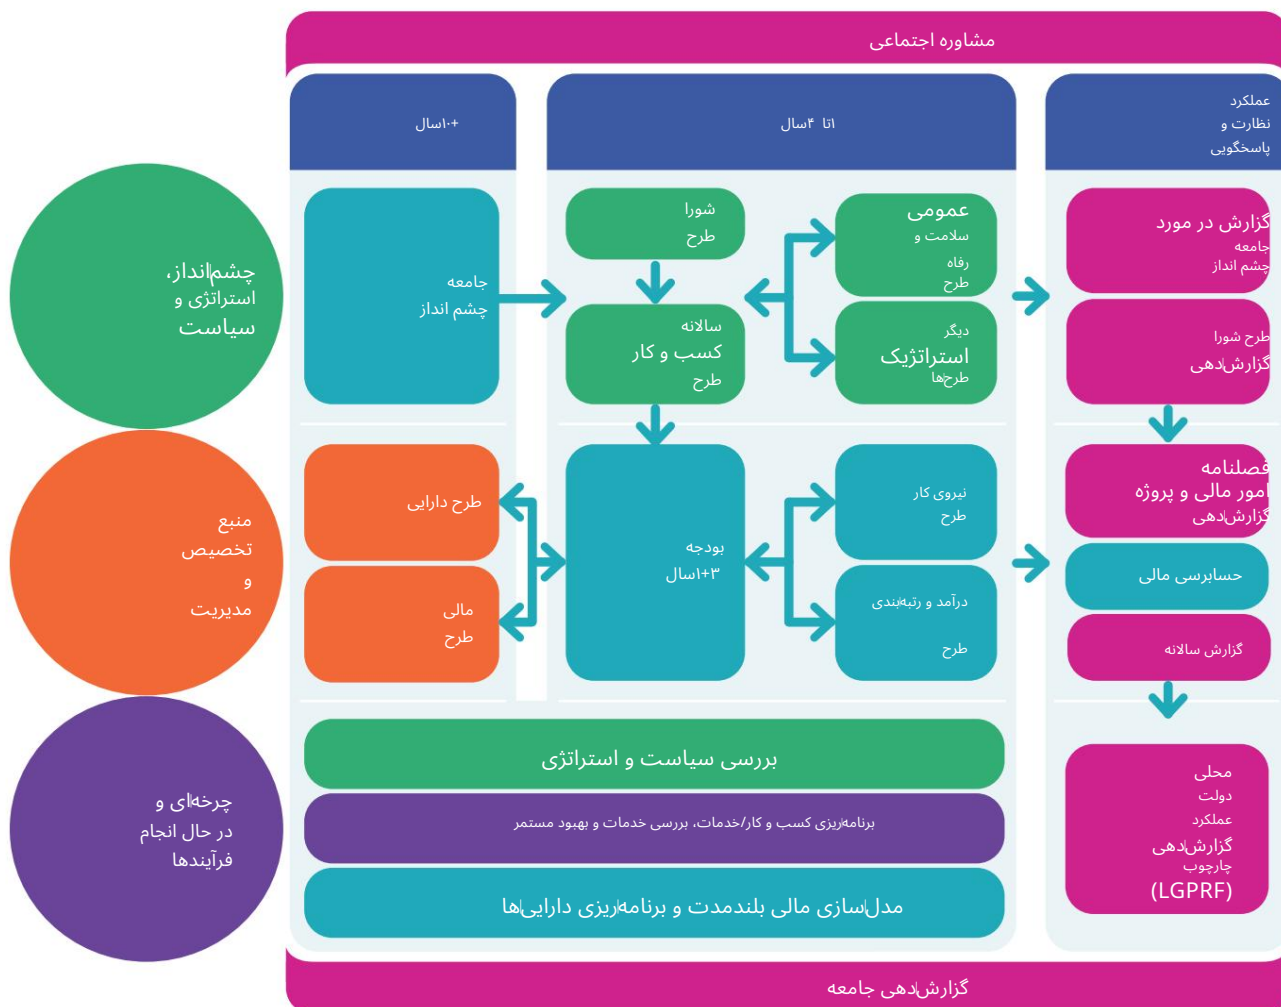 مشاوره اجتماعی
+۱۰سال
۱تا ۴سال
عملکرد
نظارت و
پاسخگویی
چشم‌انداز،
استراتژی و
سیاست
جامعه
چشم انداز
شورا
طرح
سالانه
کسب و کار
طرح
عمومی
سلامت و
رفاه
طرح
دیگر
استراتژیک
طرح‌ها
گزارش در مورد
جامعه
چشم انداز
طرح شورا
گزارش‌دهی
منبع
تخصیص
و
مدیریت
طرح دارایی
مالی
طرح
بودجه
۳+۱سال
نیروی کار
طرح
درآمد و رتبه‌بندی
طرح
فصلنامه
امور مالی و پروژه
گزارش‌دهی
حسابرسی مالی
گزارش سالانه
چرخه‌ای و
در حال انجام
فرآیندها
بررسی سیاست و استراتژی
برنامه‌ریزی کسب و کار/خدمات، بررسی خدمات و بهبود مستمر
مدل‌سازی مالی بلندمدت و برنامه‌ریزی دارایی‌ها
محلی
دولت
عملکرد
گزارش‌دهی
چارچوب
(LGPRF)
گزارش‌دهی جامعه